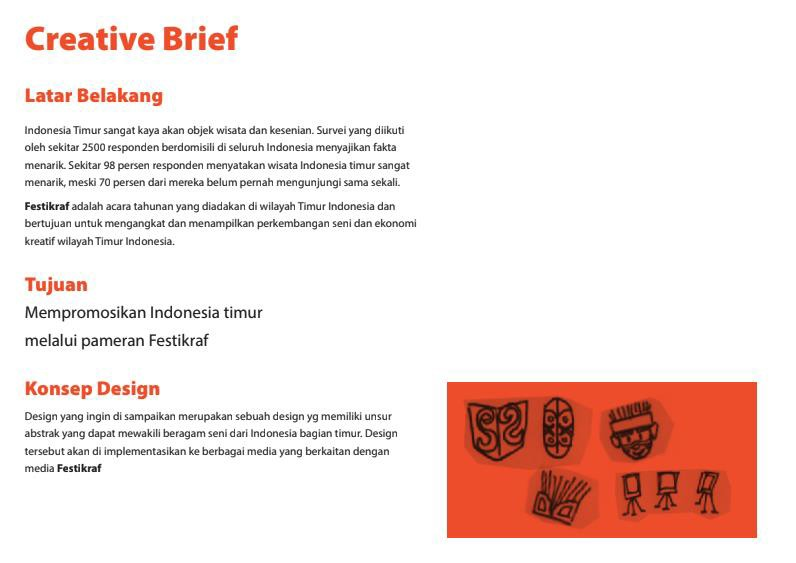 Creative Brief
Latar Belakang
Indonesia Timur sangat kaya akan objek wisata dan kesenian. Survei yang diikuti
oleh sekitar 2500 responden berdomisili di seluruh Indonesia menyajikan fakta
menarik. Sekitar 98 persen responden menyatakan wisata Indonesia timur sangat
menarik, meski 70 persen dari mereka belum pernah mengunjungi sama sekali.
Festikraf adalah acara tahunan yang diadakan di wilayah Timur Indonesia dan
bertujuan untuk mengangkat dan menampilkan perkembangan seni dan ekonomi
kreatif wilayah Timur Indonesia.
Tujuan
Mempromosikan Indonesia timur
melalui pameran Festikraf
Konsep Design
Design yang ingin di sampaikan merupakan sebuah design yg memiliki unsur
abstrak yang dapat mewakili beragam seni dari Indonesia bagian timur. Design
tersebut akan di implementasikan ke berbagai media yang berkaitan dengan
media Festikraf